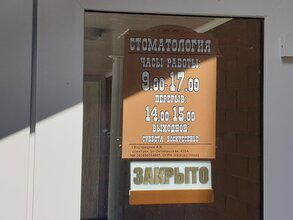 СТОМАТОЛОГИЯ
ЧАСЫ РАБОТЫ:
9.00-17.00
ПЕРЕРЫВ:
14.00-15.00
ВЫХОДНОЙ:
СУББОТА, ВОСКРЕСЕНЬЕ
ЗАКРЫТО